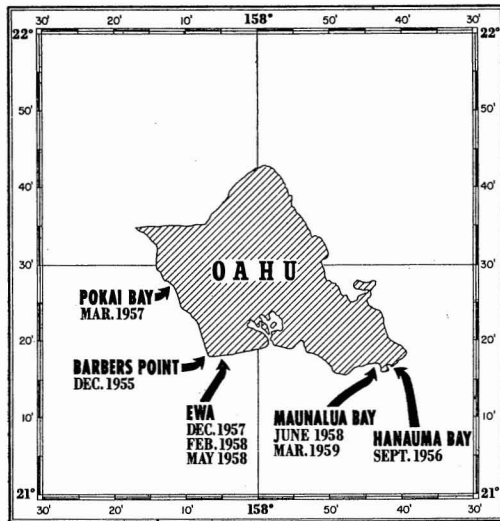 30' 10' 158° 50' 40' 30'
22° 22°
50' 50'
40' 40'
30' 30'
OAHU
POKAI BAY
MAR. 1957
20' 20'
BARBERS POINT
DEC. 1955
EWA
DEC. 1957
FEB. 1958
MAY 1958
MAUNALUA BAY
JUNE 1958
MAR. 1959
HANAUMA BAY
SEPT. 1956
10' 10'
21° 21°
30' 10' 158° 50' 40' 30'